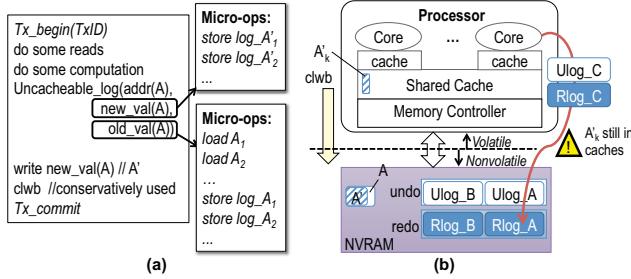 Tx_begin(TxID)
do some reads
do some computation
Uncacheable_log(addr(A),
new_val(A),
old_val(A))
write new_val(A) // A'
clwb //conservatively used
Tx_commit
Micro-ops:
store log_A'1
store log_A'2
...
Micro-ops:
load A1
load A2
...
store log_A1
store log_A2
...
(a)
Processor
Core
...
Core
cache
cache
A'k
clwb
Shared Cache
Memory Controller
Ulog_C
Rlog_C
Volatile
Nonvolatile
! A'k still in
caches
A
A'
undo
Ulog_B
Ulog_A
redo
Rlog_B
Rlog_A
NVRAM
(b)